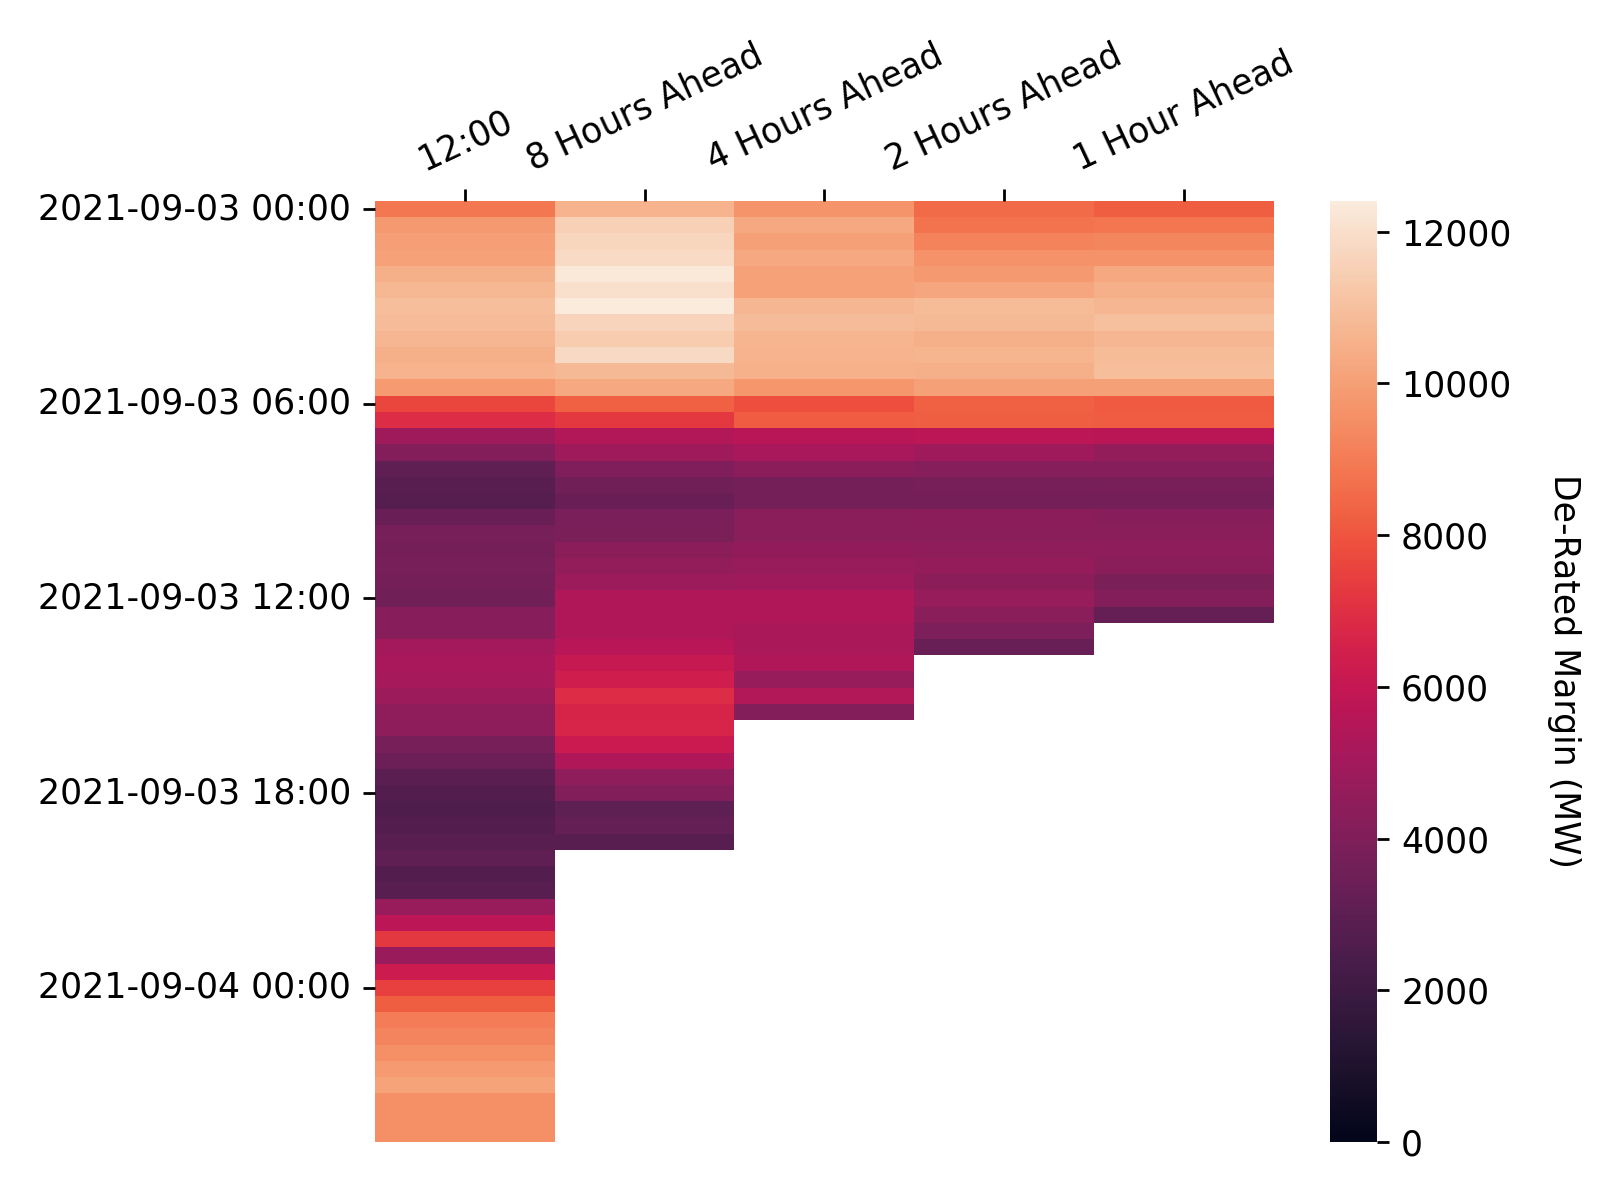 12:00
8 Hours Ahead
4 Hours Ahead
2 Hours Ahead
1 Hour Ahead
2021-09-03 00:00
2021-09-03 06:00
2021-09-03 12:00
2021-09-03 18:00
2021-09-04 00:00
12000
10000
8000
6000
4000
2000
0
De-Rated Margin (MW)